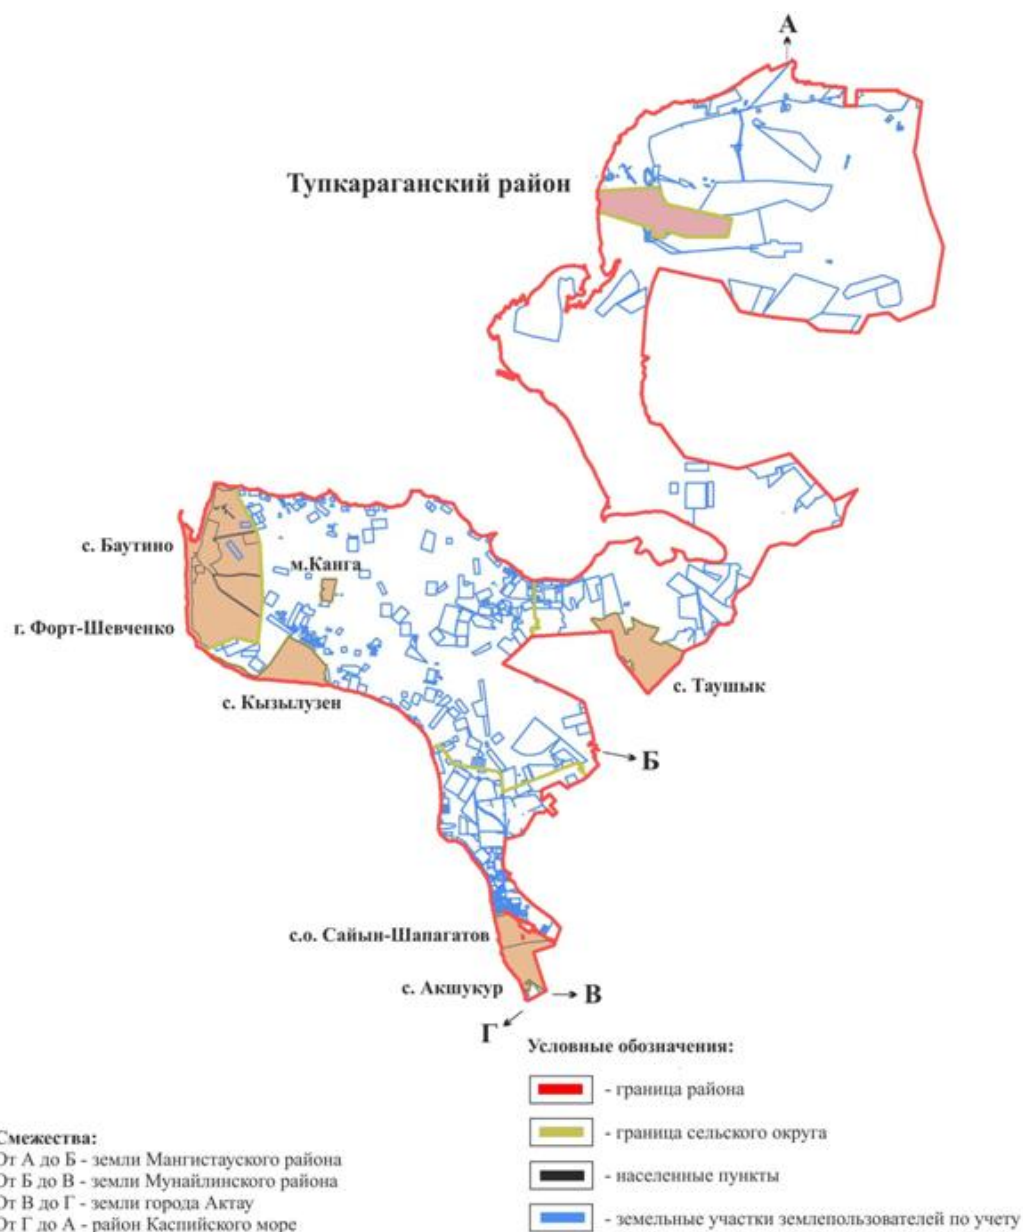 А
Тупкараганский район
с. Баутино
м.Канга
г. Форт-Шевченко
с. Таушык
с. Кызылузен
Б
с.о. Сайын-Шапагатов
с. Акшукур
В
Г
Условные обозначения:
- граница района
- граница сельского округа
- населенные пункты
- земельные участки землепользователей по учету
Смежества:
От А до Б - земли Мангистауского района
От Б до В - земли Мунайлинского района
От В до Г - земли города Актау
От Г до А - район Каспийского море